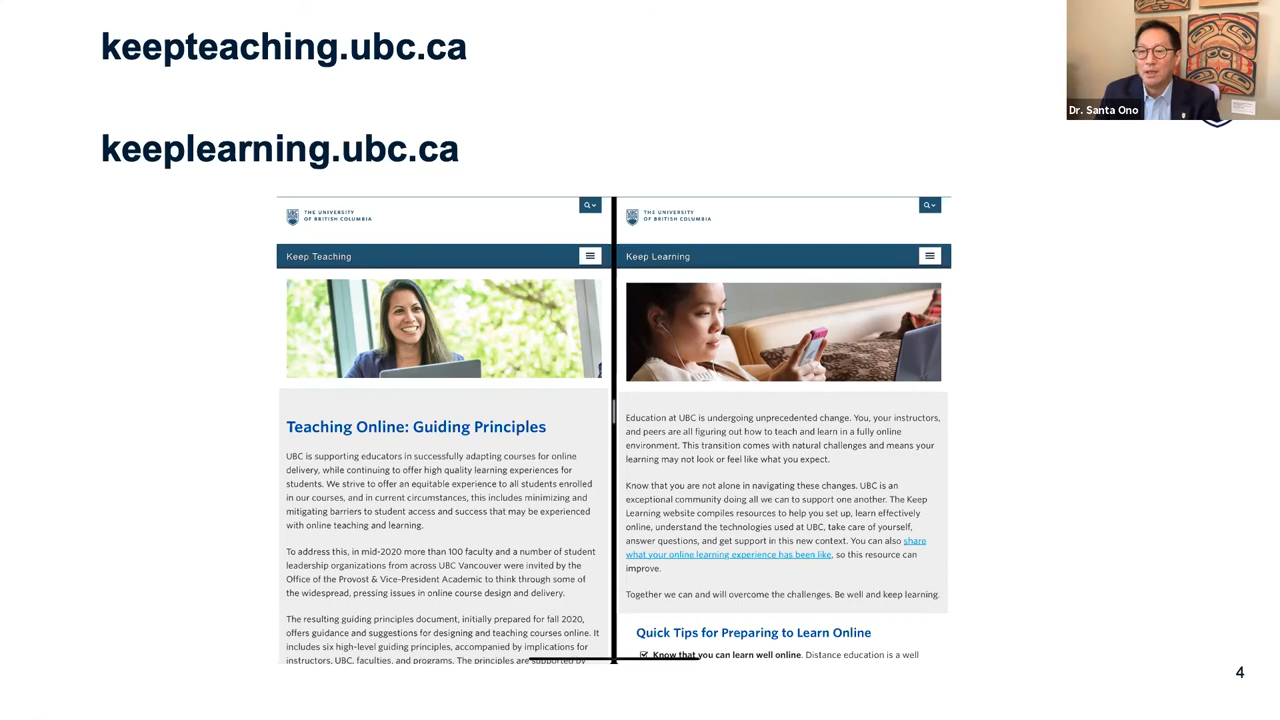 keepteaching.ubc.ca
keeplearning.ubc.ca
Dr. Santa Ono
UBC
THE UNIVERSITY
OF BRITISH COLUMBIA
Keep Teaching
Teaching Online: Guiding Principles
UBC is supporting educators in successfully adapting courses for online
delivery, while continuing to offer high quality learning experiences for
students. We strive to offer an equitable experience to all students enrolled
in our courses, and in current circumstances, this includes minimizing and
mitigating barriers to student access and success that may be experienced
with online teaching and learning.
To address this, in mid-2020 more than 100 faculty and a number of student
leadership organizations from across UBC Vancouver were invited by the
Office of the Provost & Vice-President Academic to think through some of
the widespread, pressing issues in online course design and delivery.
The resulting guiding principles document, initially prepared for fall 2020,
offers guidance and suggestions for designing and teaching courses online. It
includes six high-level guiding principles, accompanied by implications for
instructors, UBC, faculties, and programs. The principles are supported by
UBC
THE UNIVERSITY
OF BRITISH COLUMBIA
Keep Learning
Education at UBC is undergoing unprecedented change. You, your instructors,
and peers are all figuring out how to teach and learn in a fully online
environment. This transition comes with natural challenges and means your
learning may not look or feel like what you expect.
Know that you are not alone in navigating these changes. UBC is an
exceptional community doing all we can to support one another. The Keep
Learning website compiles resources to help you set up, learn effectively
online, understand the technologies used at UBC, take care of yourself,
answer questions, and get support in this new context. You can also share
what your online learning experience has been like, so this resource can
improve.
Together we can and will overcome the challenges. Be well and keep learning.
Quick Tips for Preparing to Learn Online
Know that you can learn well online. Distance education is a well
4